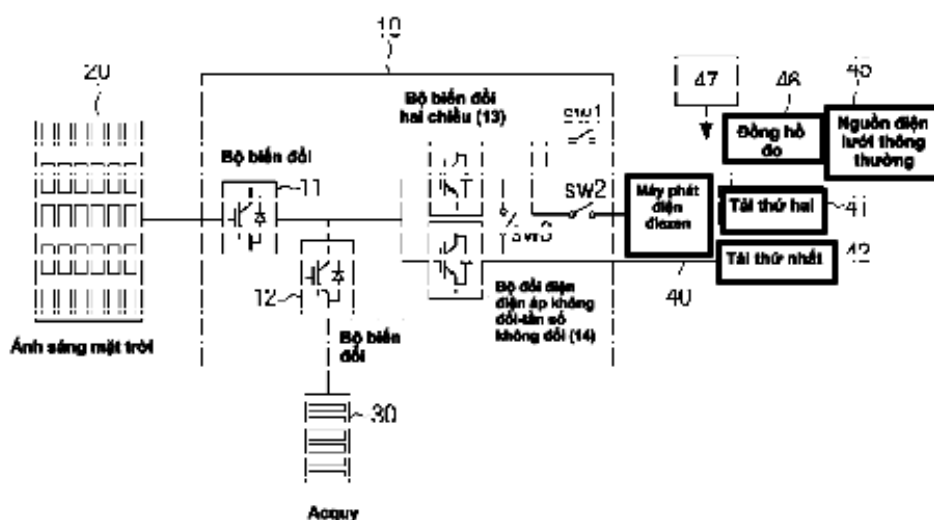 10
20
47
46
45
Bộ biến đổi
hai chiều (13)
sw1
Đồng hồ
đo
Nguồn điện
lưới thông
thường
Bộ biến đổi
11
SW2
Máy phát
điện
điezen
Tải thứ hai
41
Tải thứ nhất
42
12
40
Bộ đổi điện
điện áp không
đổi-tần số
không đổi (14)
Bộ biến
đổi
Ánh sáng mặt trời
30
Acquy